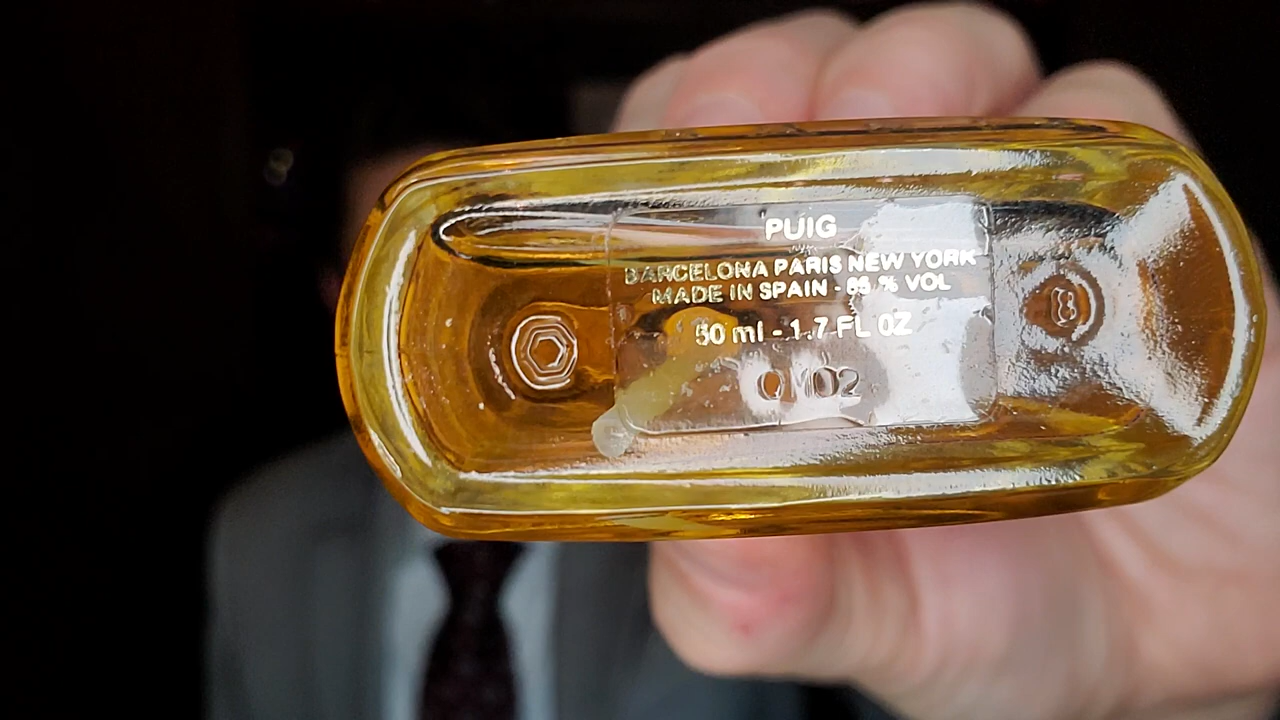 PUIG
BARCELONA PARIS NEW YORK
MADE IN SPAIN - % VOL
50 ml - 1.7 FL OZ